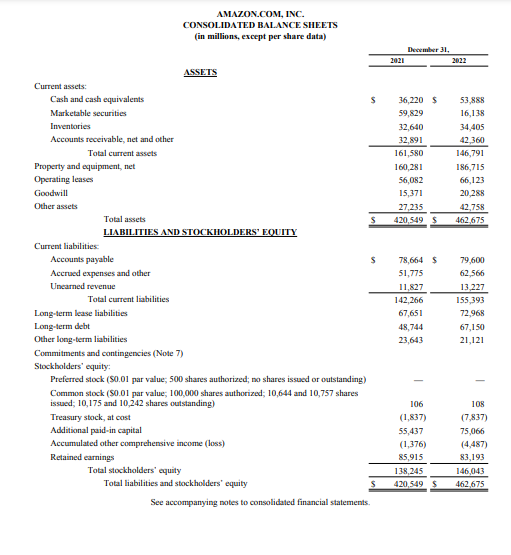 AMAZON.COM, INC.
CONSOLIDATED BALANCE SHEETS
(in millions, except per share data)
December 31,
2021 2022
ASSETS
Current assets:
Cash and cash equivalents $ 36,220 $ 53,888
Marketable securities 59,829 16,138
Inventories 32,640 34,405
Accounts receivable, net and other 32,891 42,360
Total current assets 161,580 146,791
Property and equipment, net 160,281 186,715
Operating leases 56,082 66,123
Goodwill 15,371 20,288
Other assets 27,235 42,758
Total assets $ 420,549 $ 462,675
LIABILITIES AND STOCKHOLDERS' EQUITY
Current liabilities:
Accounts payable $ 78,664 $ 79,600
Accrued expenses and other 51,775 62,566
Unearned revenue 11,827 13,227
Total current liabilities 142,266 155,393
Long-term lease liabilities 67,651 72,968
Long-term debt 48,744 67,150
Other long-term liabilities 23,643 21,121
Commitments and contingencies (Note 7)
Stockholders' equity:
Preferred stock ($0.01 par value; 500 shares authorized; no shares issued or outstanding) — —
Common stock ($0.01 par value; 100,000 shares authorized; 10,644 and 10,757 shares
issued; 10,175 and 10,242 shares outstanding) 106 108
Treasury stock, at cost (1,837) (7,837)
Additional paid-in capital 55,437 75,066
Accumulated other comprehensive income (loss) (1,376) (4,487)
Retained earnings 85,915 83,193
Total stockholders' equity 138,245 146,043
Total liabilities and stockholders' equity $ 420,549 $ 462,675
See accompanying notes to consolidated financial statements.